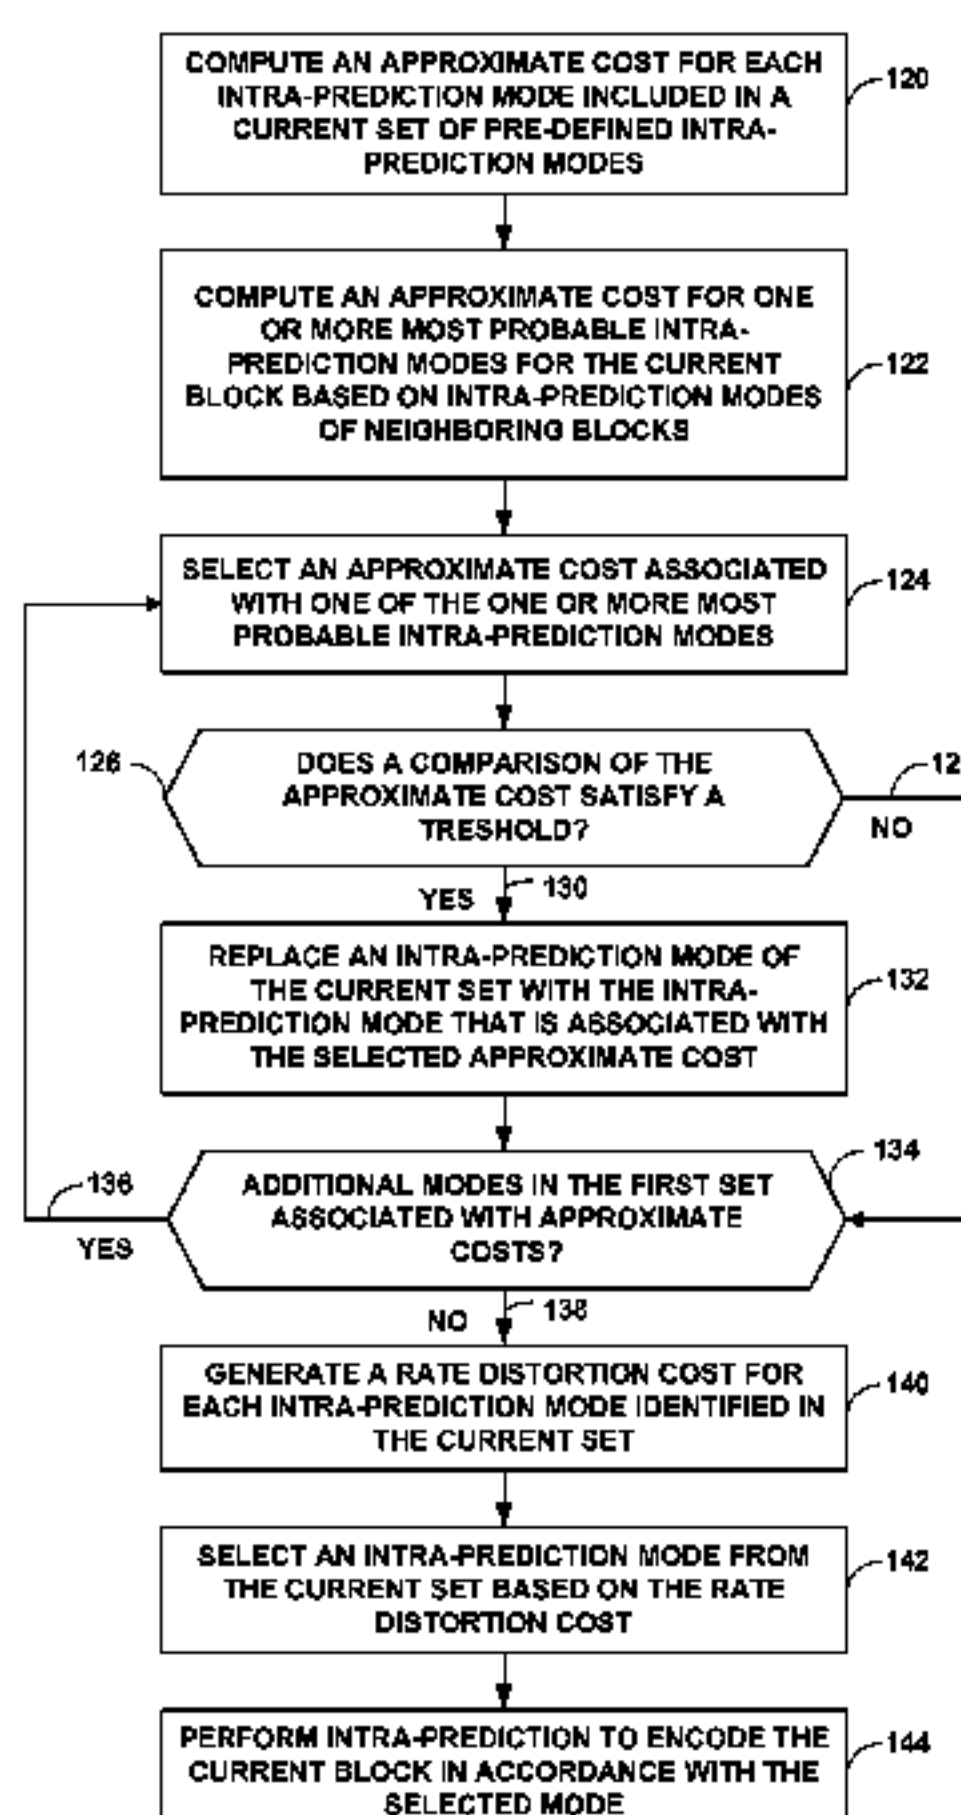 COMPUTE AN APPROXIMATE COST FOR EACH
INTRA-PREDICTION MODE INCLUDED IN A
CURRENT SET OF PRE-DEFINED INTRA-
PREDICTION MODES
120
COMPUTE AN APPROXIMATE COST FOR ONE
OR MORE MOST PROBABLE INTRA-
PREDICTION MODES FOR THE CURRENT
BLOCK BASED ON INTRA-PREDICTION MODES
OF NEIGHBORING BLOCKS
122
SELECT AN APPROXIMATE COST ASSOCIATED
WITH ONE OF THE ONE OR MORE MOST
PROBABLE INTRA-PREDICTION MODES
124
126
DOES A COMPARISON OF THE
APPROXIMATE COST SATISFY A
TRESHOLD?
12
NO
YES
130
REPLACE AN INTRA-PREDICTION MODE OF
THE CURRENT SET WITH THE INTRA-
PREDICTION MODE THAT IS ASSOCIATED WITH
THE SELECTED APPROXIMATE COST
132
134
136
YES
ADDITIONAL MODES IN THE FIRST SET
ASSOCIATED WITH APPROXIMATE
COSTS?
NO
138
GENERATE A RATE DISTORTION COST FOR
EACH INTRA-PREDICTION MODE IDENTIFIED IN
THE CURRENT SET
140
SELECT AN INTRA-PREDICTION MODE FROM
THE CURRENT SET BASED ON THE RATE
DISTORTION COST
142
PERFORM INTRA-PREDICTION TO ENCODE THE
CURRENT BLOCK IN ACCORDANCE WITH THE
SELECTED MODE
144